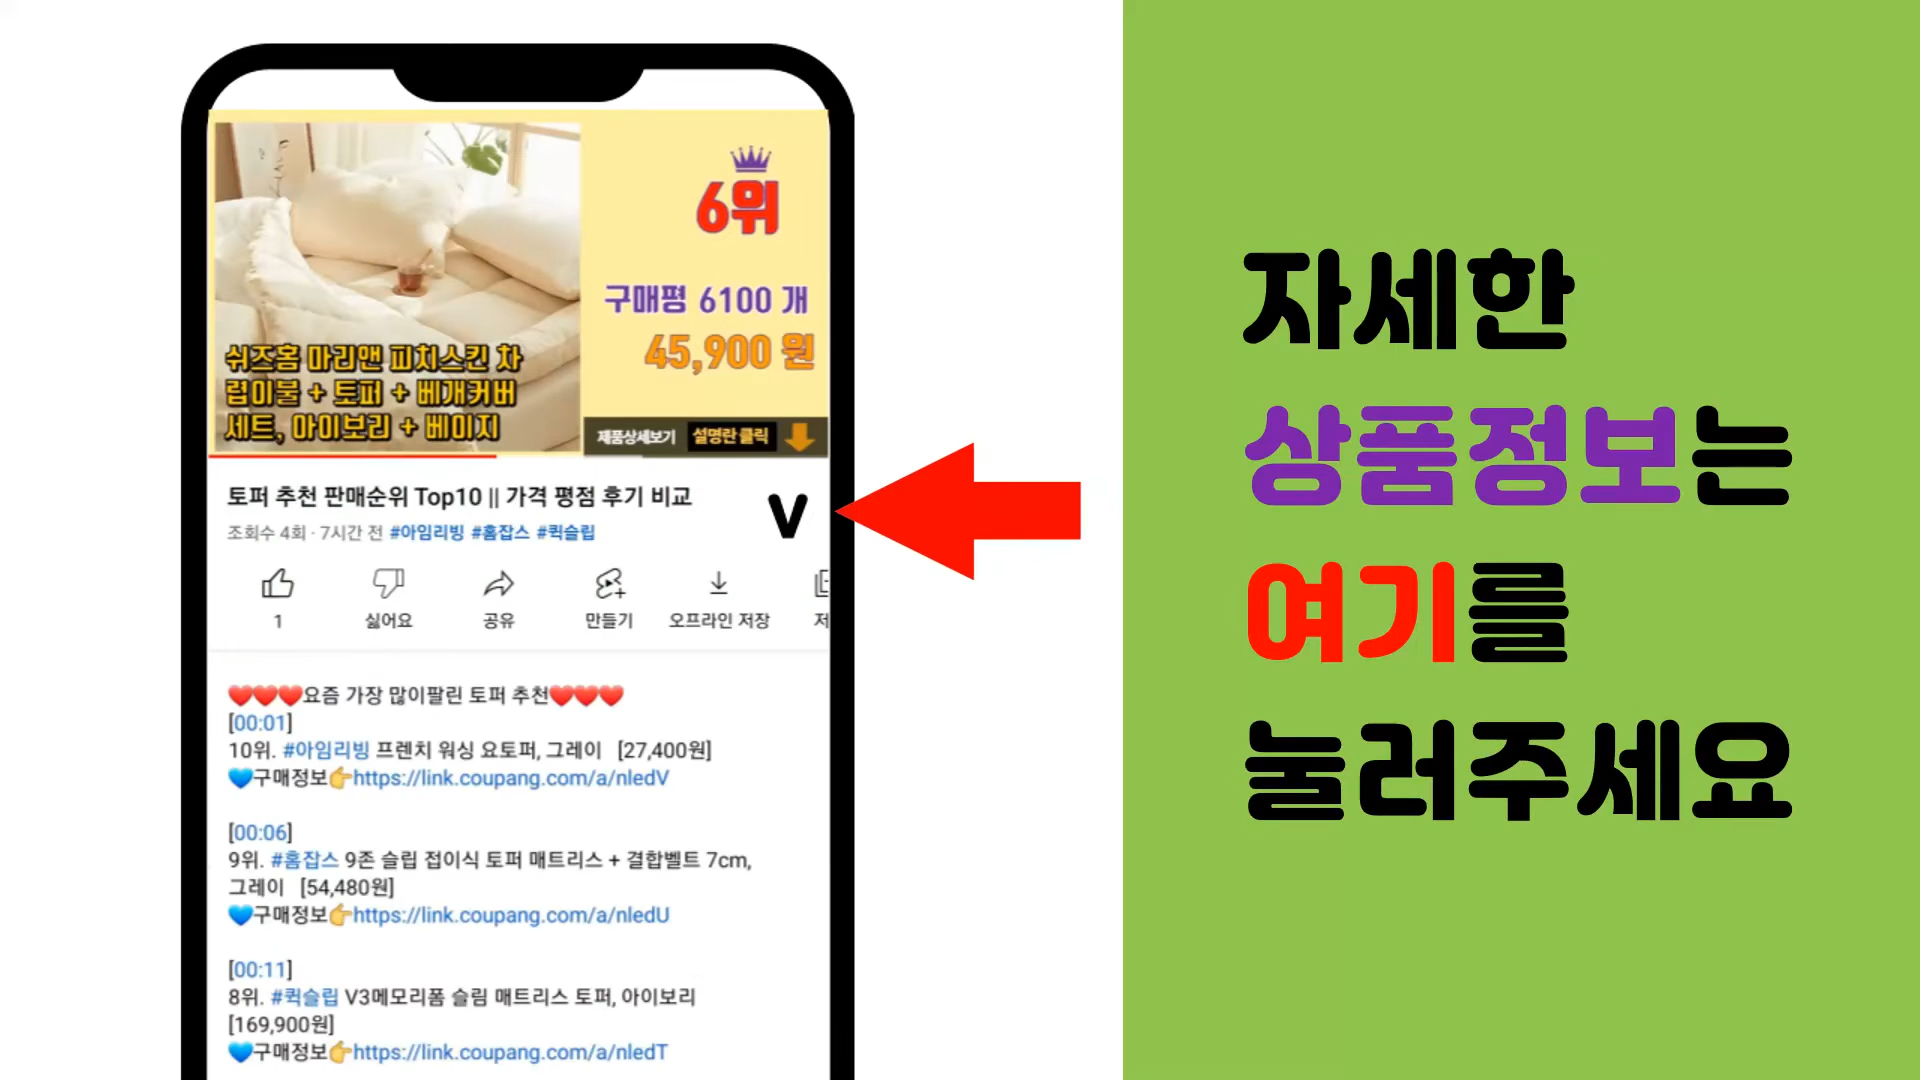 6위
구매평 6100 개
45,900 원
쉬즈홈 마리앤 피치스킨 차
렵이불 + 토퍼 + 베개커버
세트, 아이보리 + 베이지
제품상세보기 설명란 클릭
토퍼 추천 판매순위 Top10 || 가격 평점 후기 비교
V
조회수 4회 · 7시간 전 #아임리빙 #홈잡스 #퀵슬립
1 싫어요 공유 만들기 오프라인 저장 저
❤❤❤요즘 가장 많이팔린 토퍼 추천❤❤❤
[00:01]
10위. #아임리빙 프렌치 워싱 요토퍼, 그레이 [27,400원]
💙구매정보👉https://link.coupang.com/a/nledV
[00:06]
9위. #홈잡스 9존 슬립 접이식 토퍼 매트리스 + 결합벨트 7cm,
그레이 [54,480원]
💙구매정보👉https://link.coupang.com/a/nledU
[00:11]
8위. #퀵슬립 V3메모리폼 슬림 매트리스 토퍼, 아이보리
[169,900원]
💙구매정보👉https://link.coupang.com/a/nledT
자세한
상품정보는
여기를
눌러주세요